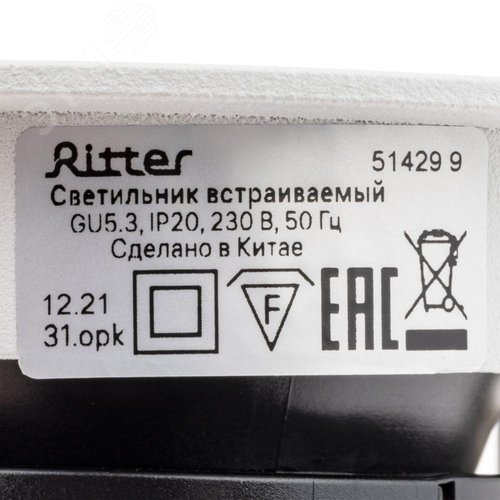 Ritter 51429 9
Светильник встраиваемый
GU5.3, IP20, 230 В, 50 Гц
Сделано в Китае
12.21
31.opk
F
EAC